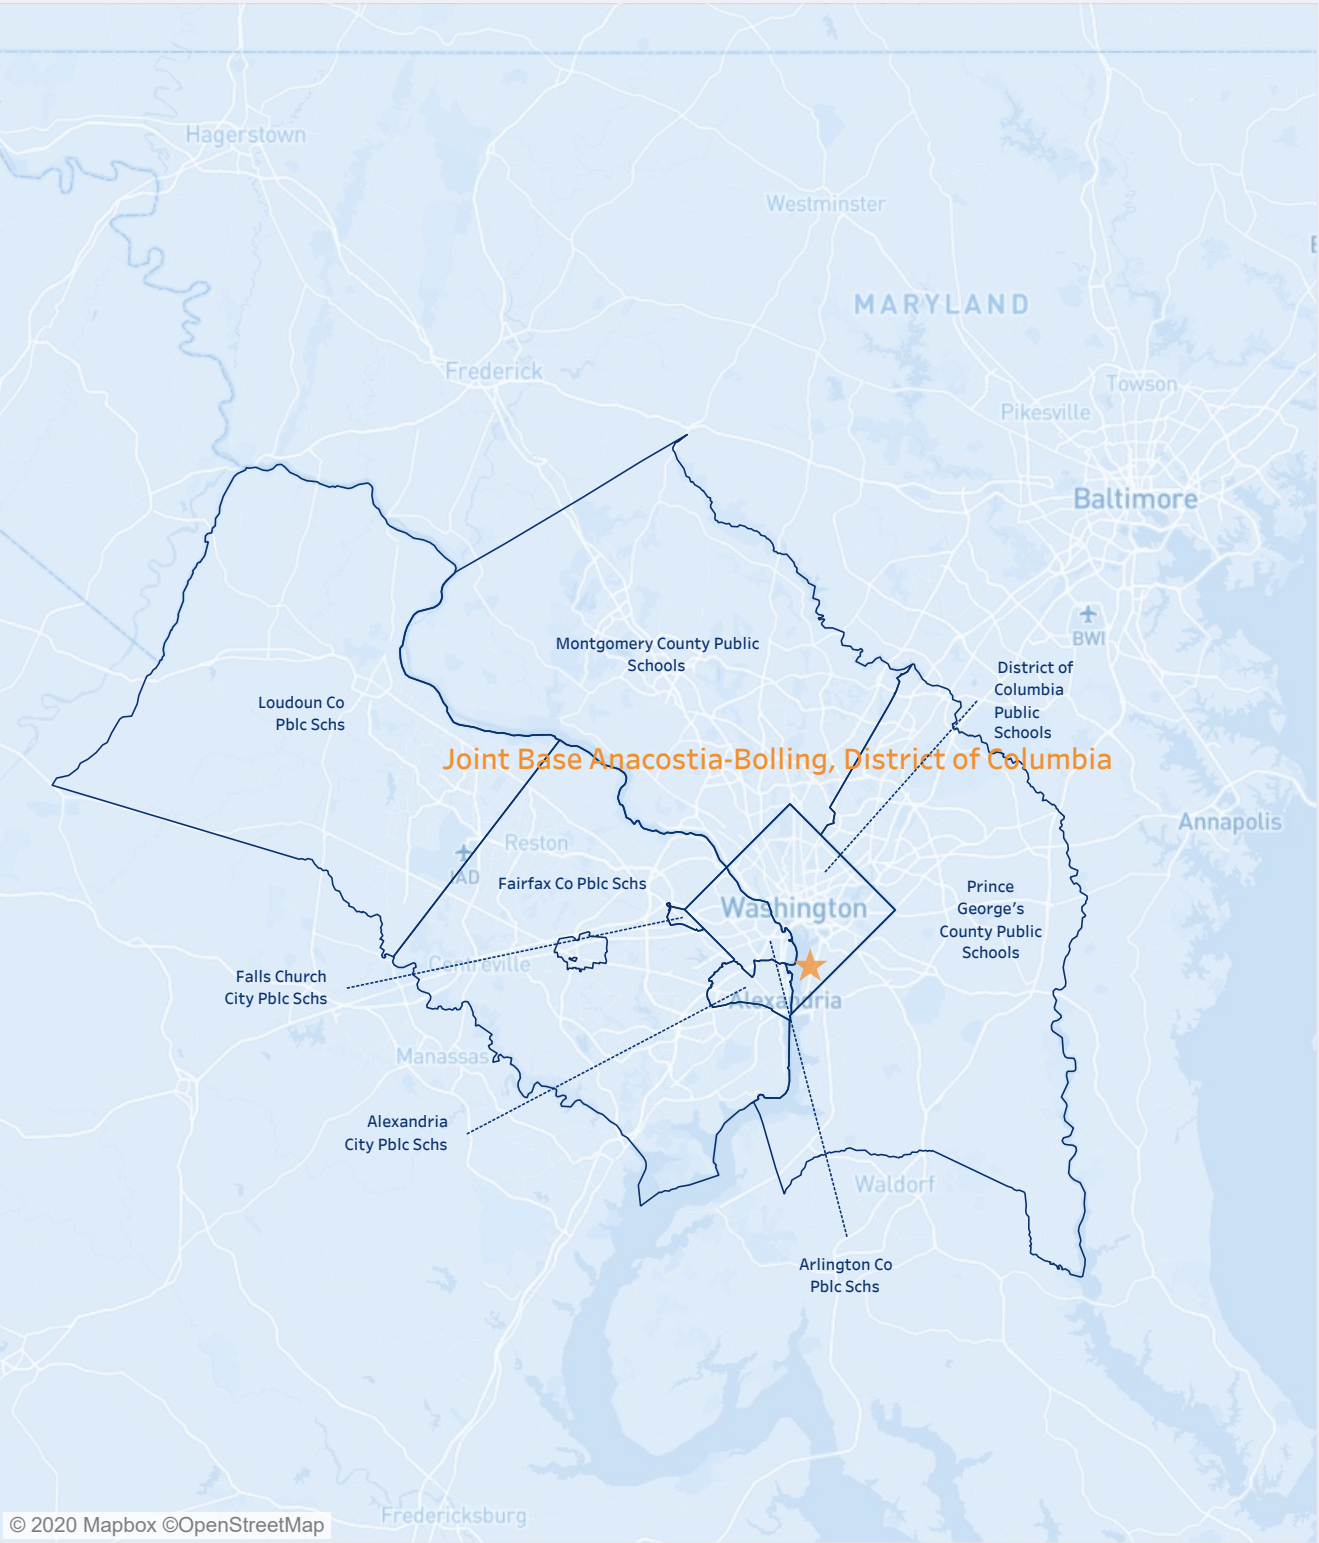 Hagerstown
Westminster
MARYLAND
Frederick
Towson
Pikesville
Baltimore
BWI
Montgomery County Public
Schools
District of
Columbia
Public
Schools
Loudoun Co
Pblc Schs
Joint Base Anacostia-Bolling, District of Columbia
Annapolis
Reston
IAD
Fairfax Co Pblc Schs
Washington
Prince
George's
County Public
Schools
Centreville
Falls Church
City Pblc Schs
Alexandria
Manassas
Alexandria
City Pblc Schs
Waldorf
Arlington Co
Pblc Schs
Fredericksburg
© 2020 Mapbox ©OpenStreetMap